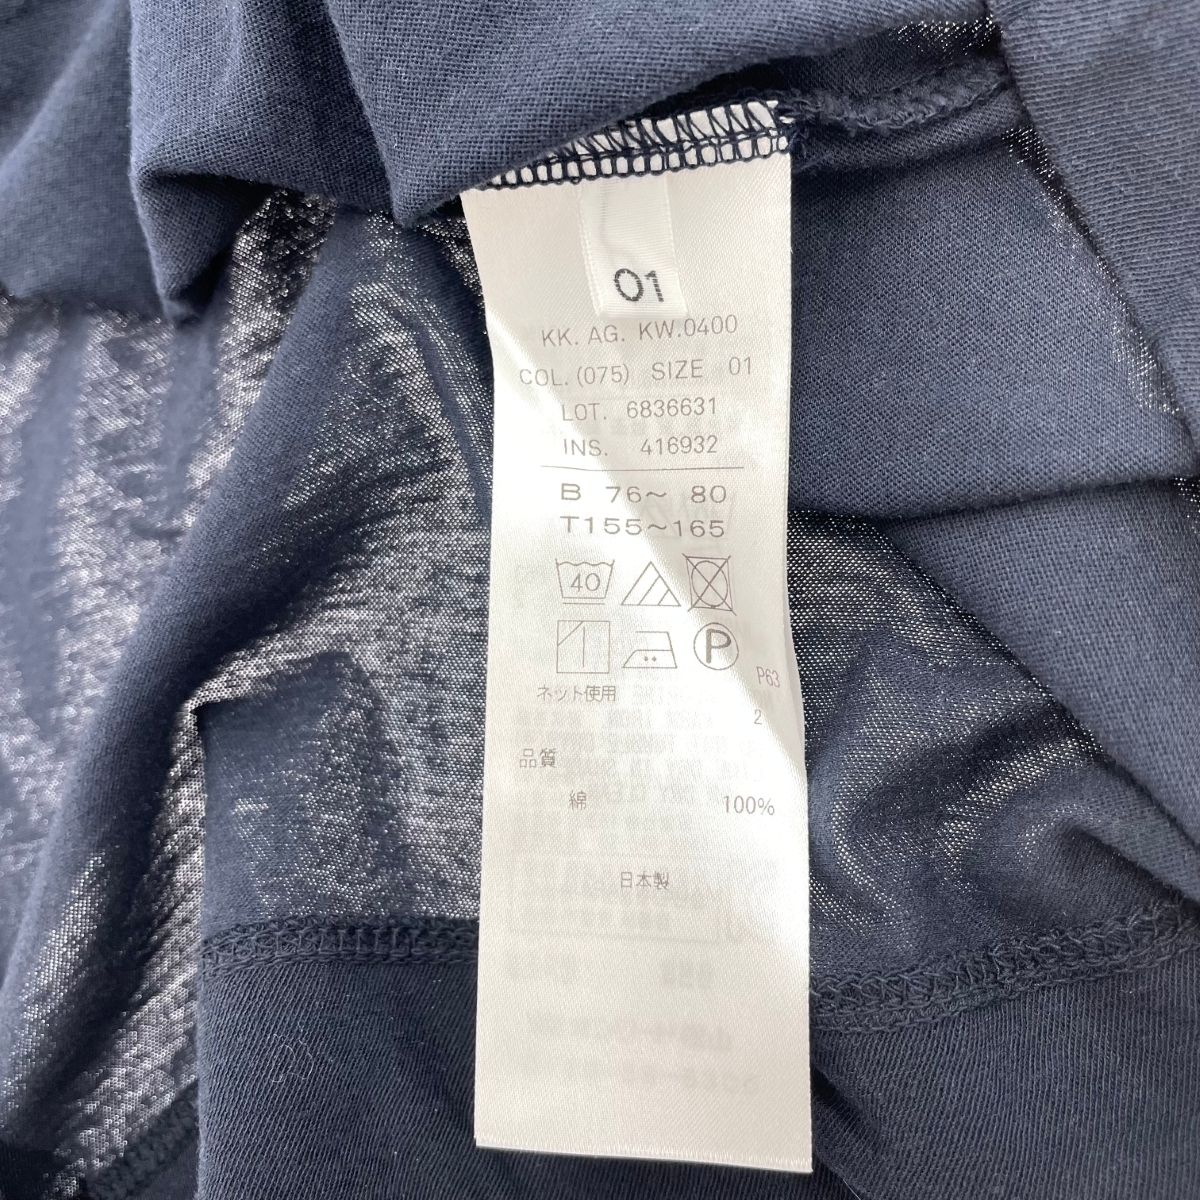 01
KK. AG. KW.0400
COL.(075) SIZE 01
LOT. 6836631
INS. 416932
B 76~ 80
T155~165
40
P
ネット使用
P63
2
品質
綿 100%
日本製